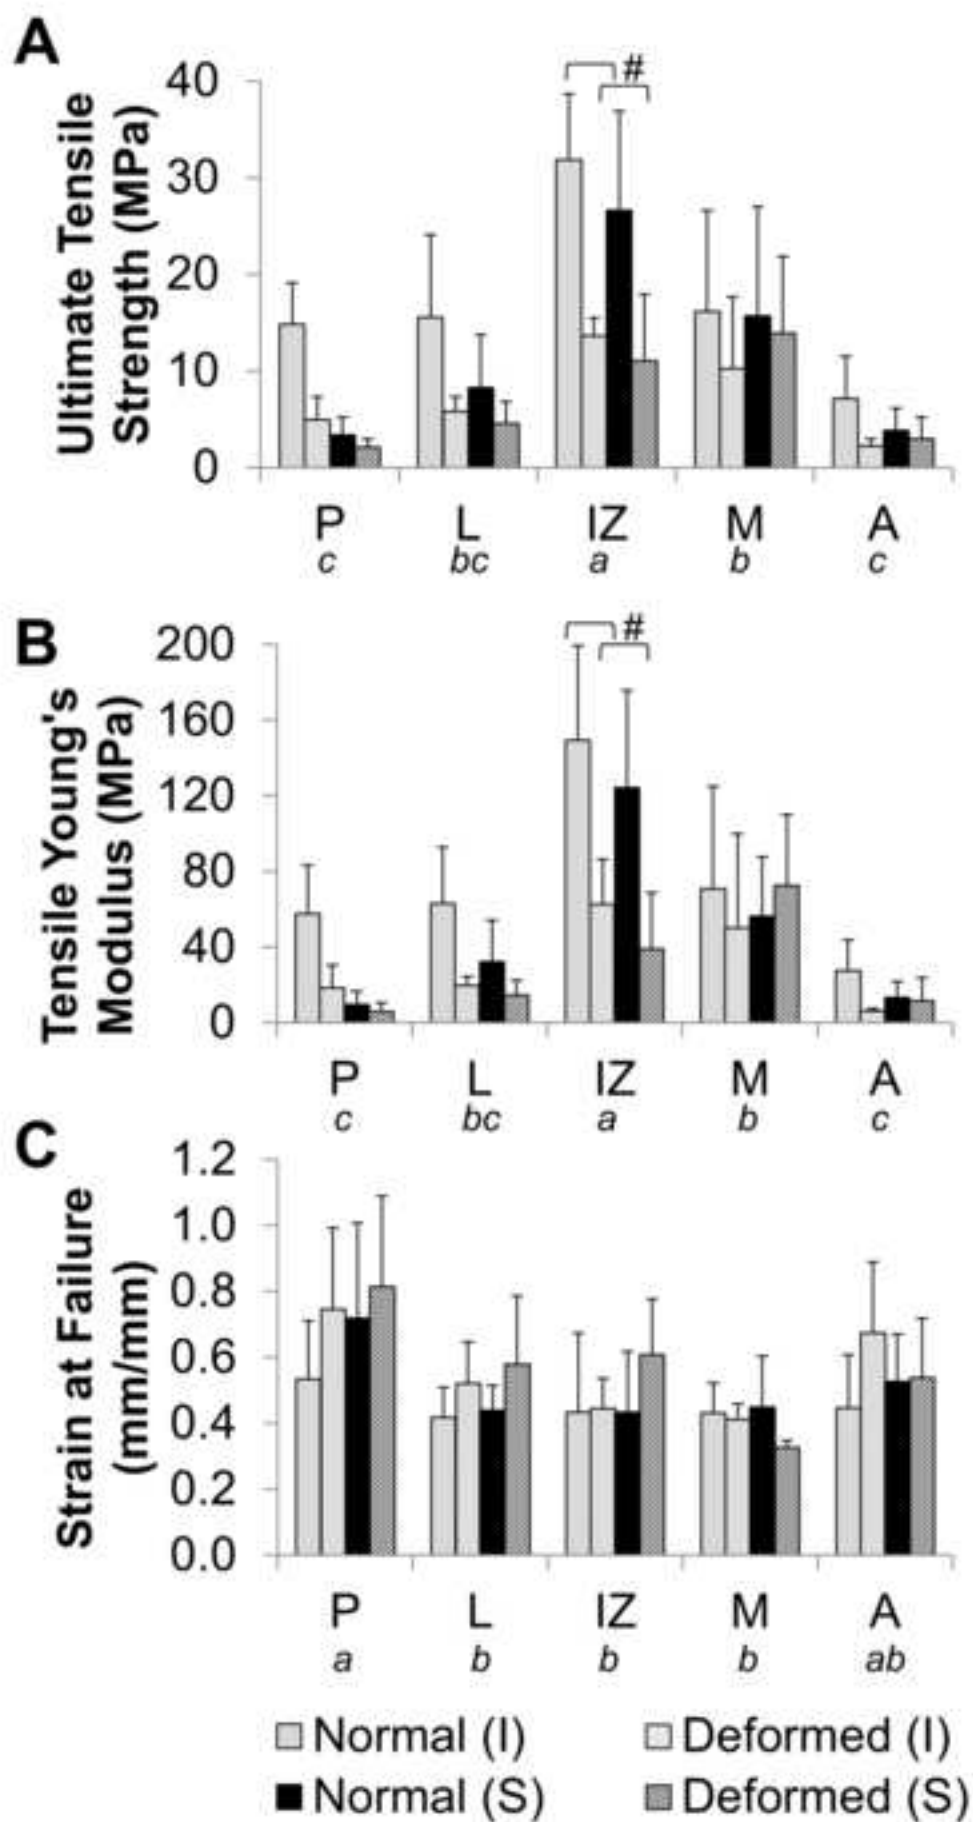 A
Ultimate Tensile
Strength (MPa)
40
30
20
10
0
#
P L IZ M A
c bc a b c
B
Tensile Young's
Modulus (MPa)
200
160
120
80
40
0
#
P L IZ M A
c bc a b c
C
Strain at Failure
(mm/mm)
1.2
1.0
0.8
0.6
0.4
0.2
0.0
P L IZ M A
a b b b ab
Normal (I) Deformed (I)
Normal (S) Deformed (S)